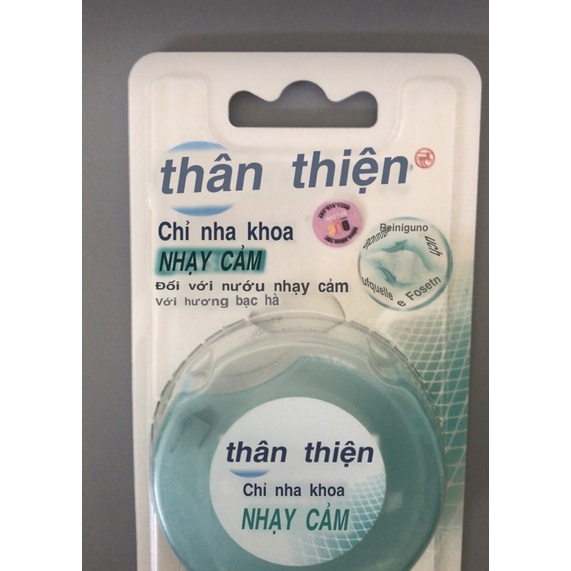 thân thiện
Chỉ nha khoa
NHẠY CẢM
Đối với nướu nhạy cảm
Với hương bạc hà
Reiniguno
thân thiện
Chỉ nha khoa
NHẠY CẢM